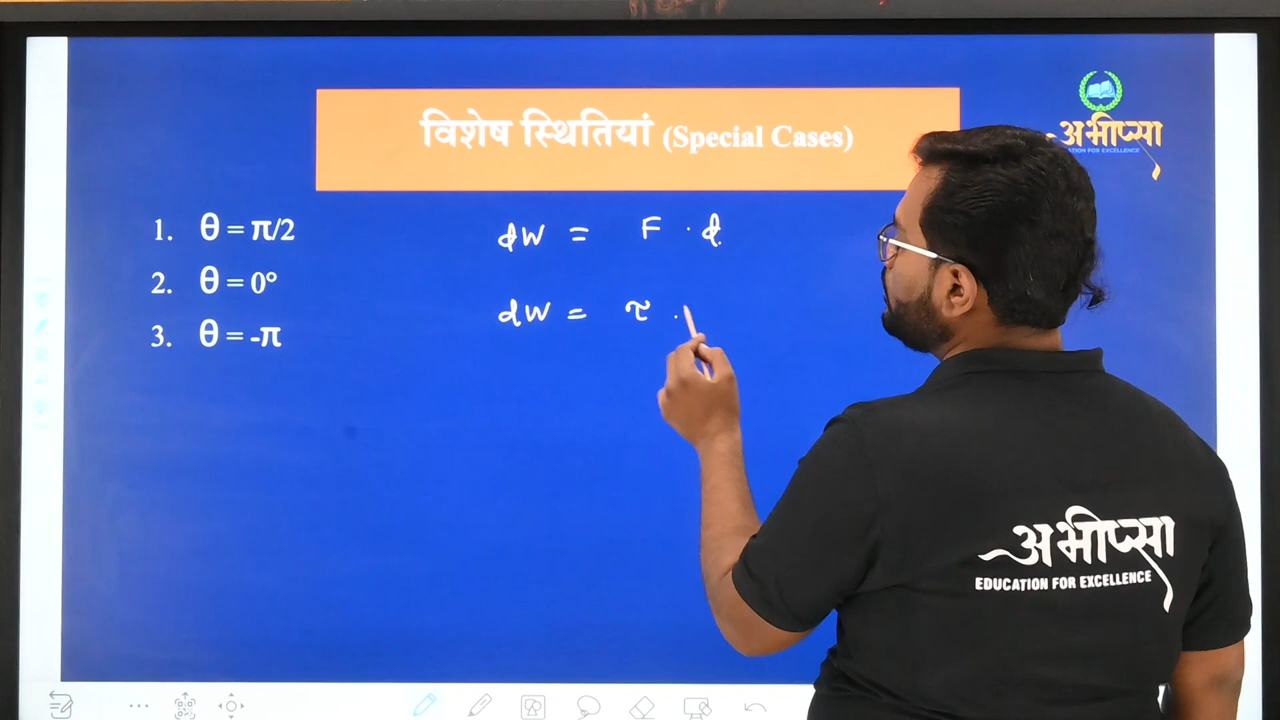 विशेष स्थितियां (Special Cases)
अभीप्सा
1. θ = π/2
2. θ = 0°
3. θ = -π
dW = F . d.
dW = τ .
अभीप्सा
EDUCATION FOR EXCELLENCE